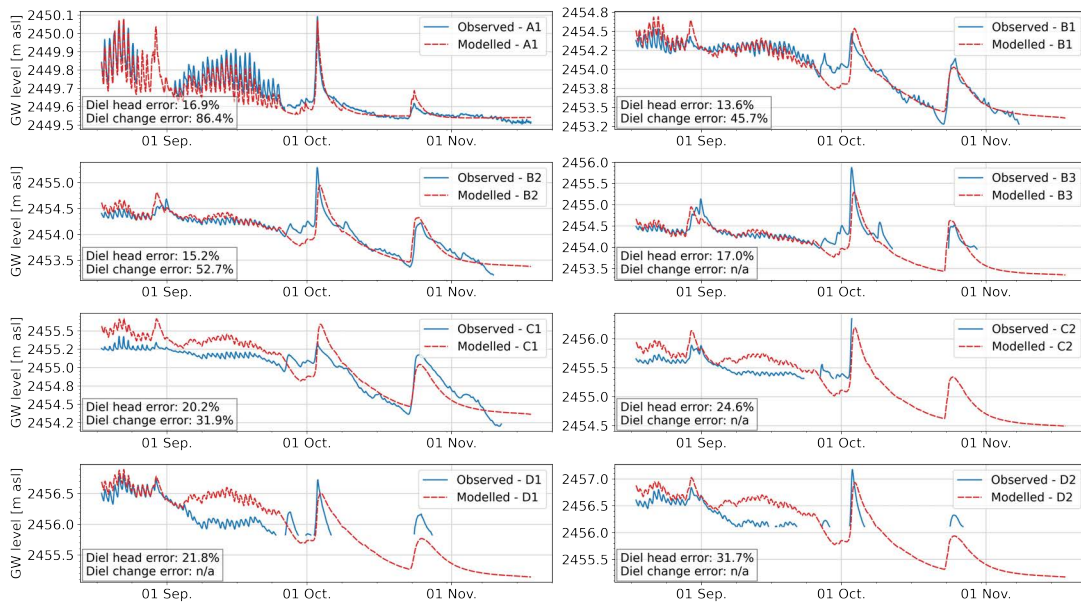 GW level [m asl]
2450.1
2450.0
2449.9
2449.8
2449.6
2449.5
Observed - A1
Modelled - A1
Diel head error: 16.9%
Diel change error: 86.4%
01 Sep.
01 Oct.
01 Nov.
2454.8
2454.5
2454.2
2454.0
2453.8
2453.5
2453.2
Observed - B1
Modelled - B1
Diel head error: 13.6%
Diel change error: 45.7%
01 Sep.
01 Oct.
01 Nov.
GW level [m asl]
2455.0
2454.5
2454.0
2453.5
Observed - B2
Modelled - B2
Diel head error: 15.2%
Diel change error: 52.7%
01 Sep.
01 Oct.
01 Nov.
2456.0
2455.5
2455.0
2454.5
2454.0
2453.5
Observed - B3
Modelled - B3
Diel head error: 17.0%
Diel change error: n/a
01 Sep.
01 Oct.
01 Nov.
GW level [m asl]
2455.5
2455.2
2455.0
2454.8
2454.5
2454.2
Observed - C1
Modelled - C1
Diel head error: 20.2%
Diel change error: 31.9%
01 Sep.
01 Oct.
01 Nov.
2456.0
2455.5
2455.0
2454.5
Observed - C2
Modelled - C2
Diel head error: 24.6%
Diel change error: n/a
01 Sep.
01 Oct.
01 Nov.
GW level [m asl]
2456.5
2456.0
2455.5
Observed - D1
Modelled - D1
Diel head error: 21.8%
Diel change error: n/a
01 Sep.
01 Oct.
01 Nov.
2457.0
2456.5
2456.0
2455.5
Observed - D2
Modelled - D2
Diel head error: 31.7%
Diel change error: n/a
01 Sep.
01 Oct.
01 Nov.